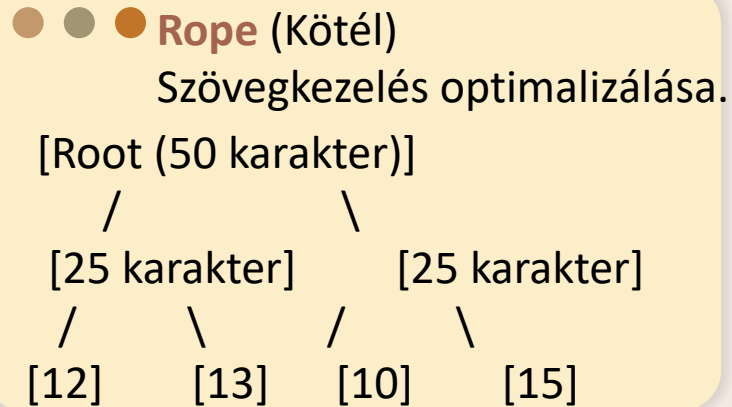 Rope (Kötél)
Szövegkezelés optimalizálása.
[Root (50 karakter)]
/ \
[25 karakter] [25 karakter]
/ \ / \
[12] [13] [10] [15]